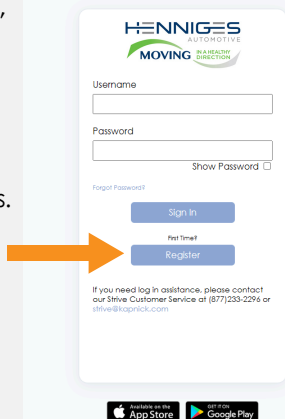 ,
HENNIGES
AUTOMOTIVE
MOVING IN A HEALTHY DIRECTION
Username
Password
Show Password
s.
Forgot Password?
Sign In
First Time?
Register
If you need log in assistance, please contact
our Strive Customer Service at (877)233-2296 or
strive@kapnick.com
Available on the
App Store
GET IT ON
Google Play